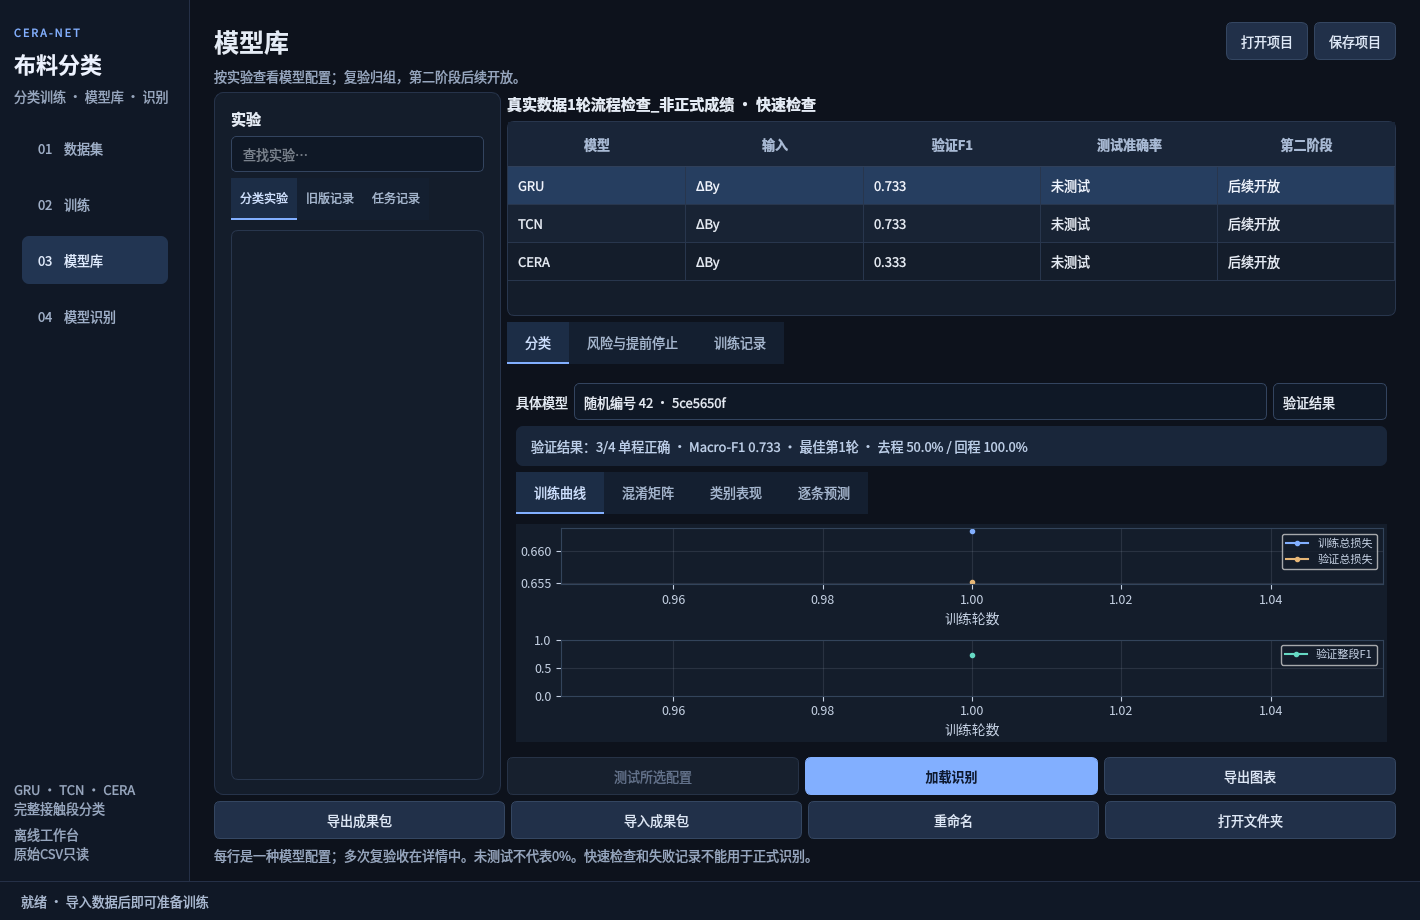 CERA-NET
布料分类
分类训练 · 模型库 · 识别
01 数据集
02 训练
03 模型库
04 模型识别
GRU · TCN · CERA
完整接触段分类
离线工作台
原始CSV只读
模型库
打开项目
保存项目
按实验查看模型配置；复验归组，第二阶段后续开放。
实验
查找实验…
分类实验 旧版记录 任务记录
真实数据1轮流程检查_非正式成绩 · 快速检查
模型 输入 验证F1 测试准确率 第二阶段
GRU ΔBy 0.733 未测试 后续开放
TCN ΔBy 0.733 未测试 后续开放
CERA ΔBy 0.333 未测试 后续开放
分类 风险与提前停止 训练记录
具体模型 随机编号 42 · 5ce5650f 验证结果
验证结果：3/4 单程正确 · Macro-F1 0.733 · 最佳第1轮 · 去程 50.0% / 回程 100.0%
训练曲线 混淆矩阵 类别表现 逐条预测
训练总损失
验证总损失
0.660
0.655
0.96 0.98 1.00 1.02 1.04
训练轮数
验证整段F1
1.0
0.5
0.0
0.96 0.98 1.00 1.02 1.04
训练轮数
测试所选配置 加载识别 导出图表
导出成果包 导入成果包 重命名 打开文件夹
每行是一种模型配置；多次复验收在详情中。未测试不代表0%。快速检查和失败记录不能用于正式识别。
就绪 · 导入数据后即可准备训练